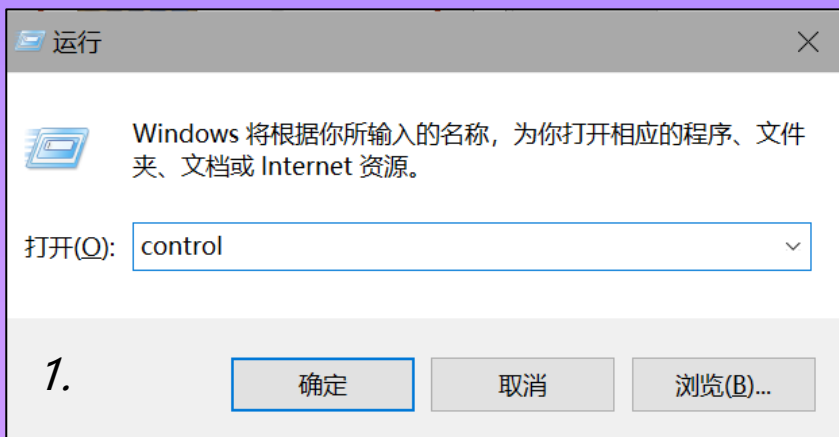 运行
Windows 将根据你所输入的名称，为你打开相应的程序、文件
夹、文档或 Internet 资源。
打开(O): control
1.
确定 取消 浏览(B)...